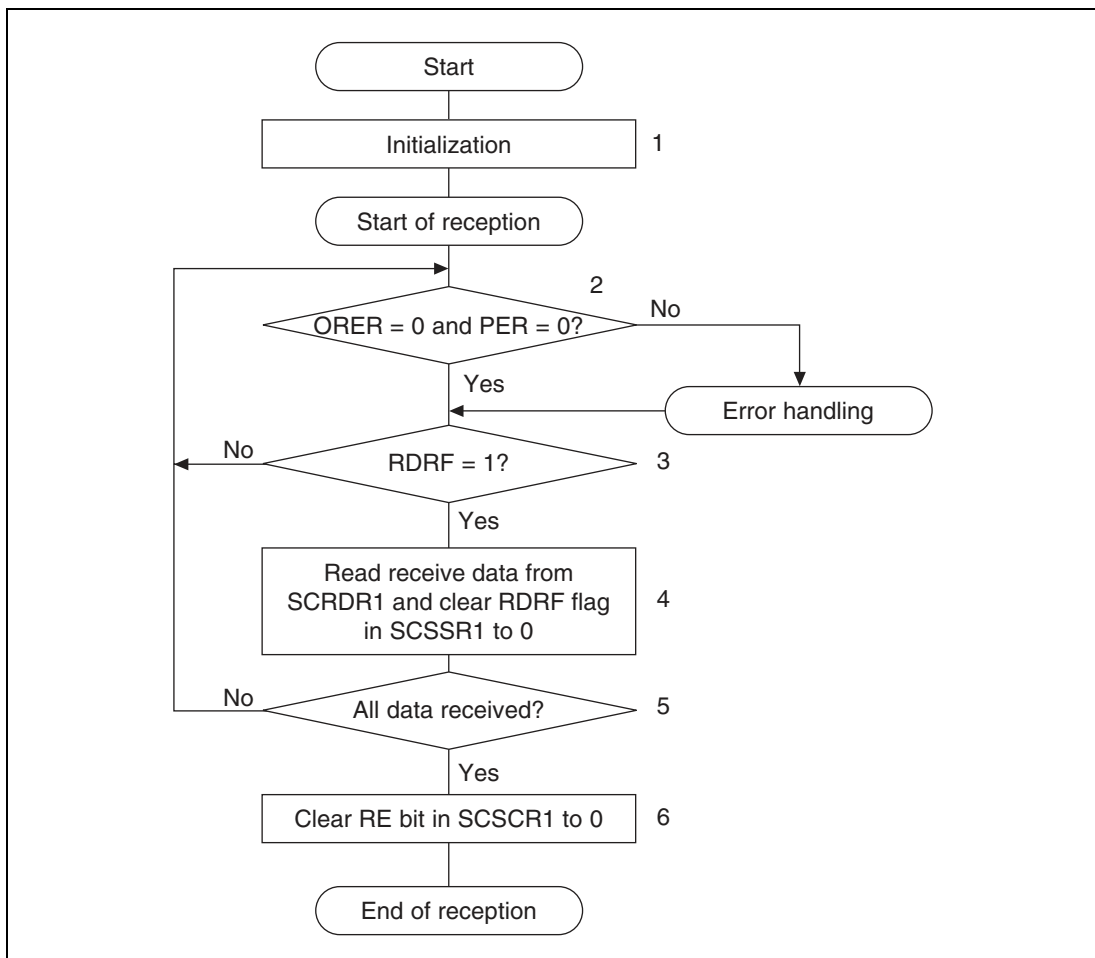 Start
Initialization
1
Start of reception
2
ORER = 0 and PER = 0?
No
Yes
Error handling
No
RDRF = 1?
3
Yes
Read receive data from
SCRDR1 and clear RDRF flag
in SCSSR1 to 0
4
No
All data received?
5
Yes
Clear RE bit in SCSCR1 to 0
6
End of reception